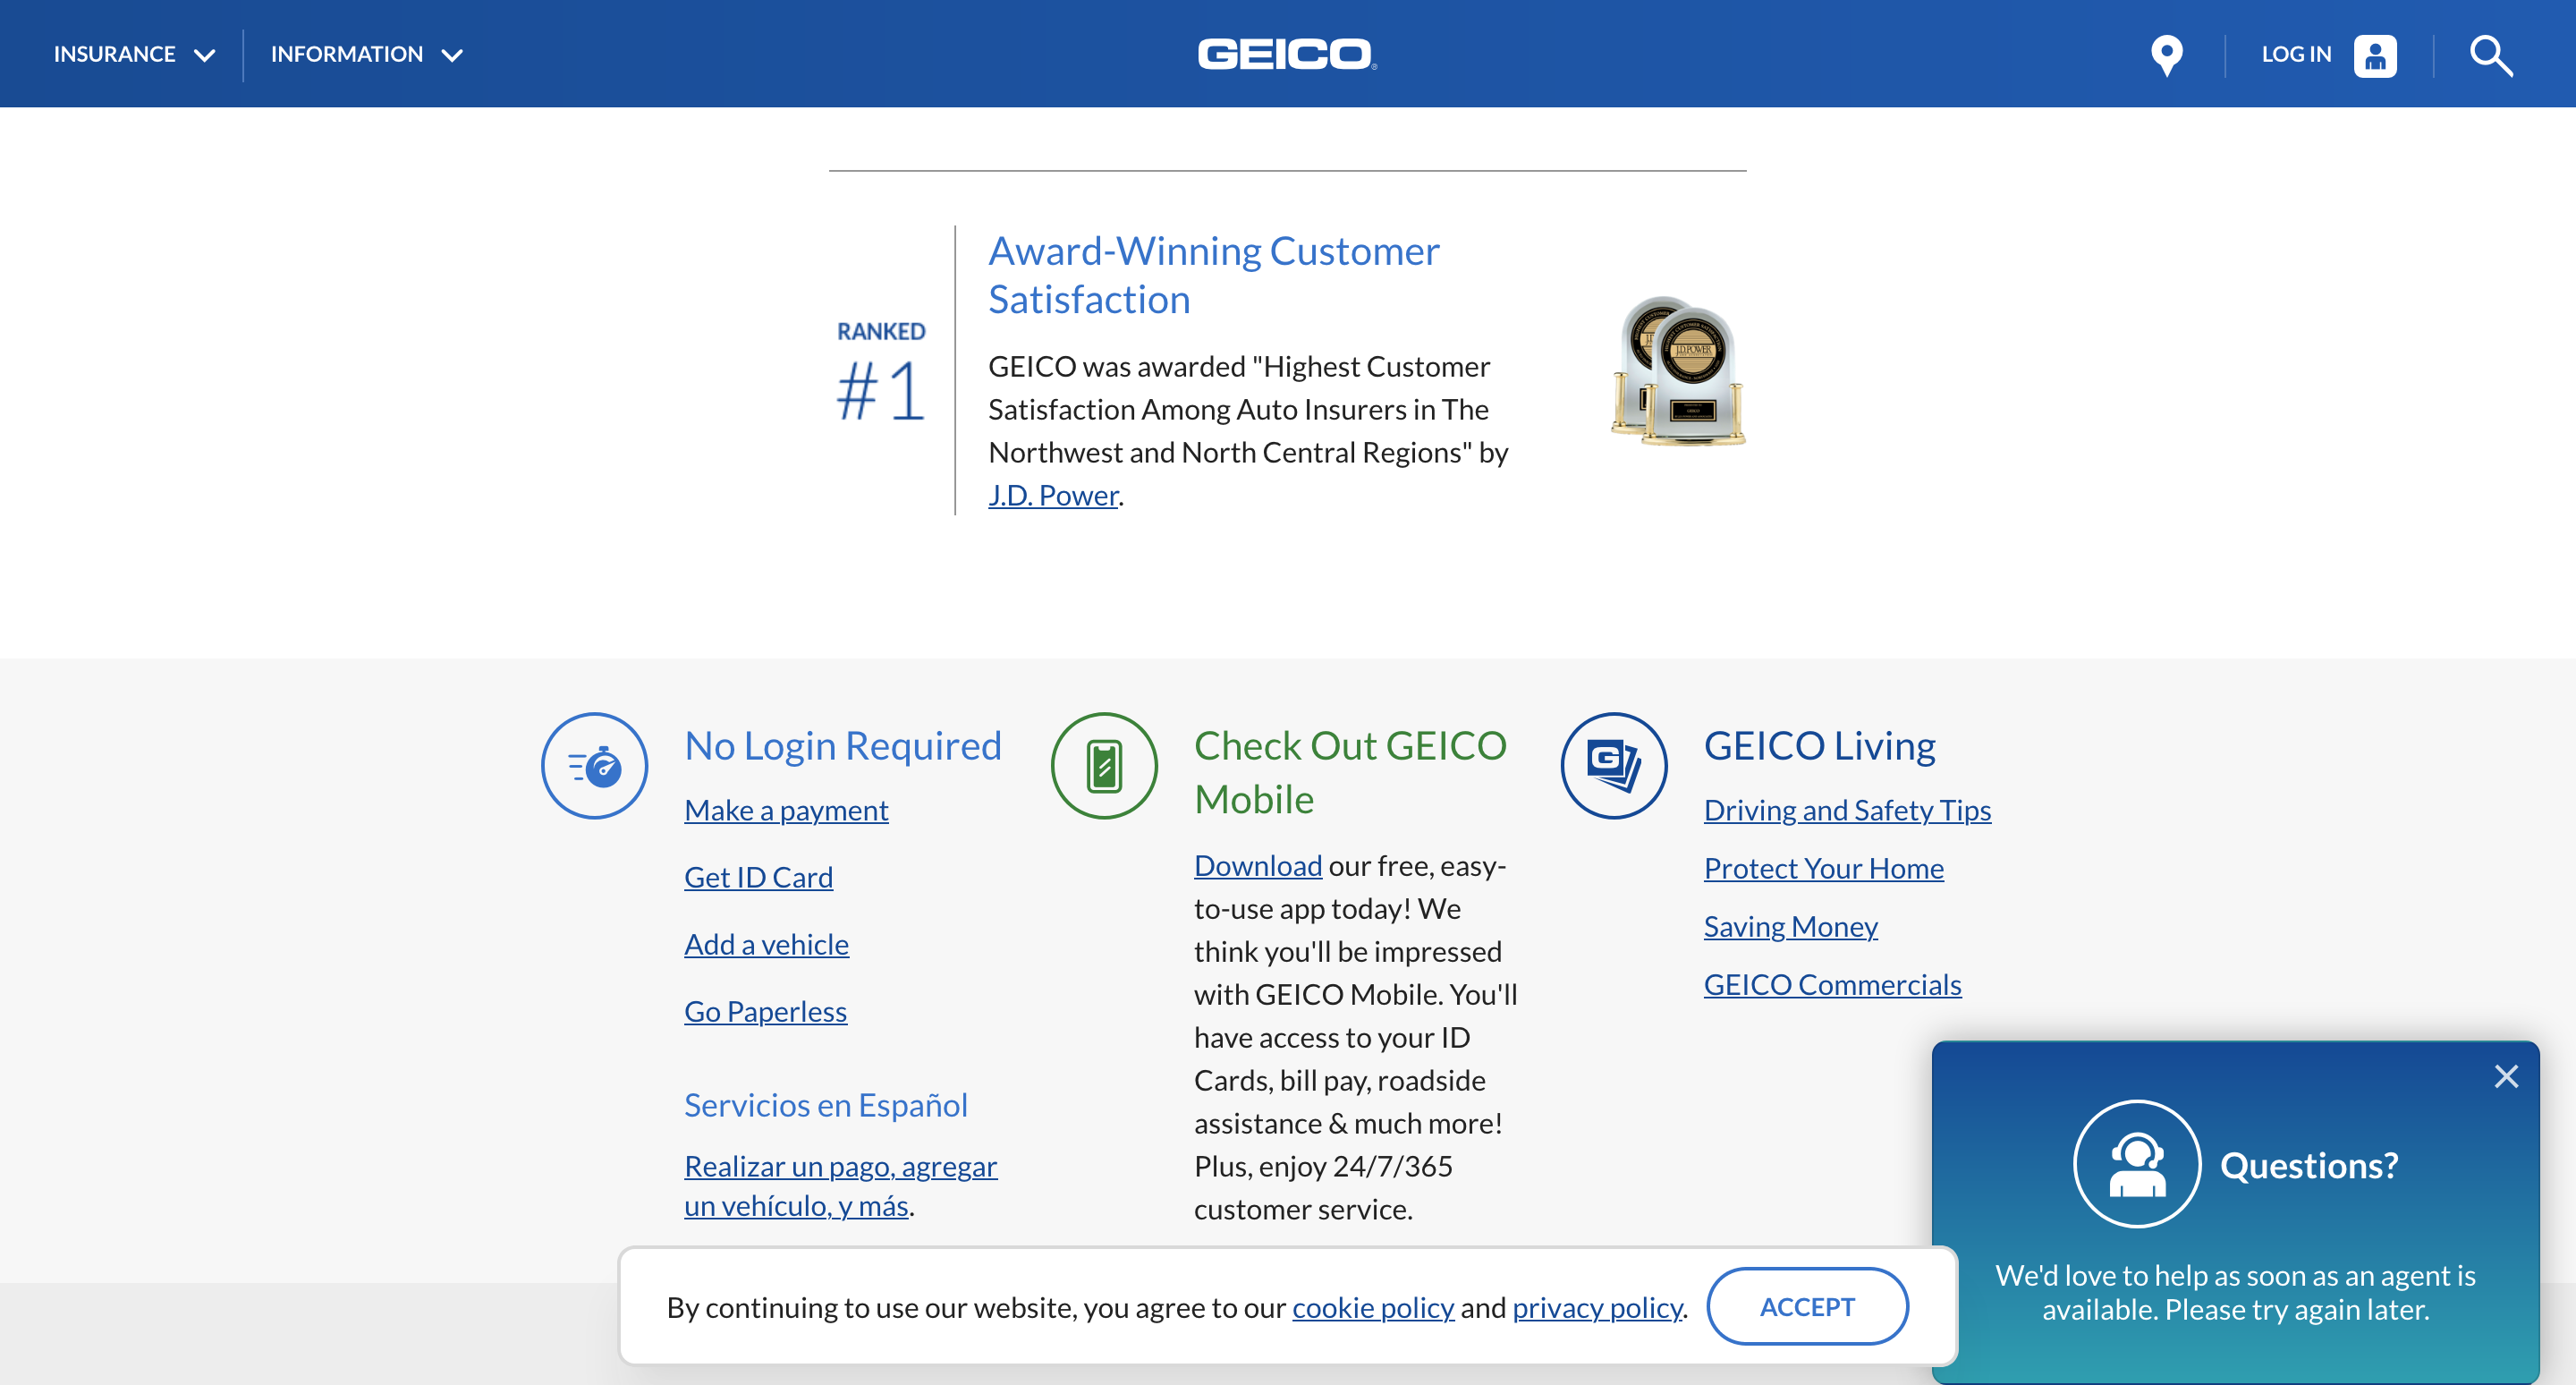 INSURANCE
INFORMATION
GEICO
LOG IN
RANKED
#1
Award-Winning Customer
Satisfaction
GEICO was awarded "Highest Customer
Satisfaction Among Auto Insurers in The
Northwest and North Central Regions" by
J.D. Power.
J.D. POWER
No Login Required
Make a payment
Get ID Card
Add a vehicle
Go Paperless
Servicios en Español
Realizar un pago, agregar
un vehículo, y más.
Check Out GEICO
Mobile
Download our free, easy-
to-use app today! We
think you'll be impressed
with GEICO Mobile. You'll
have access to your ID
Cards, bill pay, roadside
assistance & much more!
Plus, enjoy 24/7/365
customer service.
G
GEICO Living
Driving and Safety Tips
Protect Your Home
Saving Money
GEICO Commercials
Questions?
We'd love to help as soon as an agent is
available. Please try again later.
By continuing to use our website, you agree to our cookie policy and privacy policy.
ACCEPT